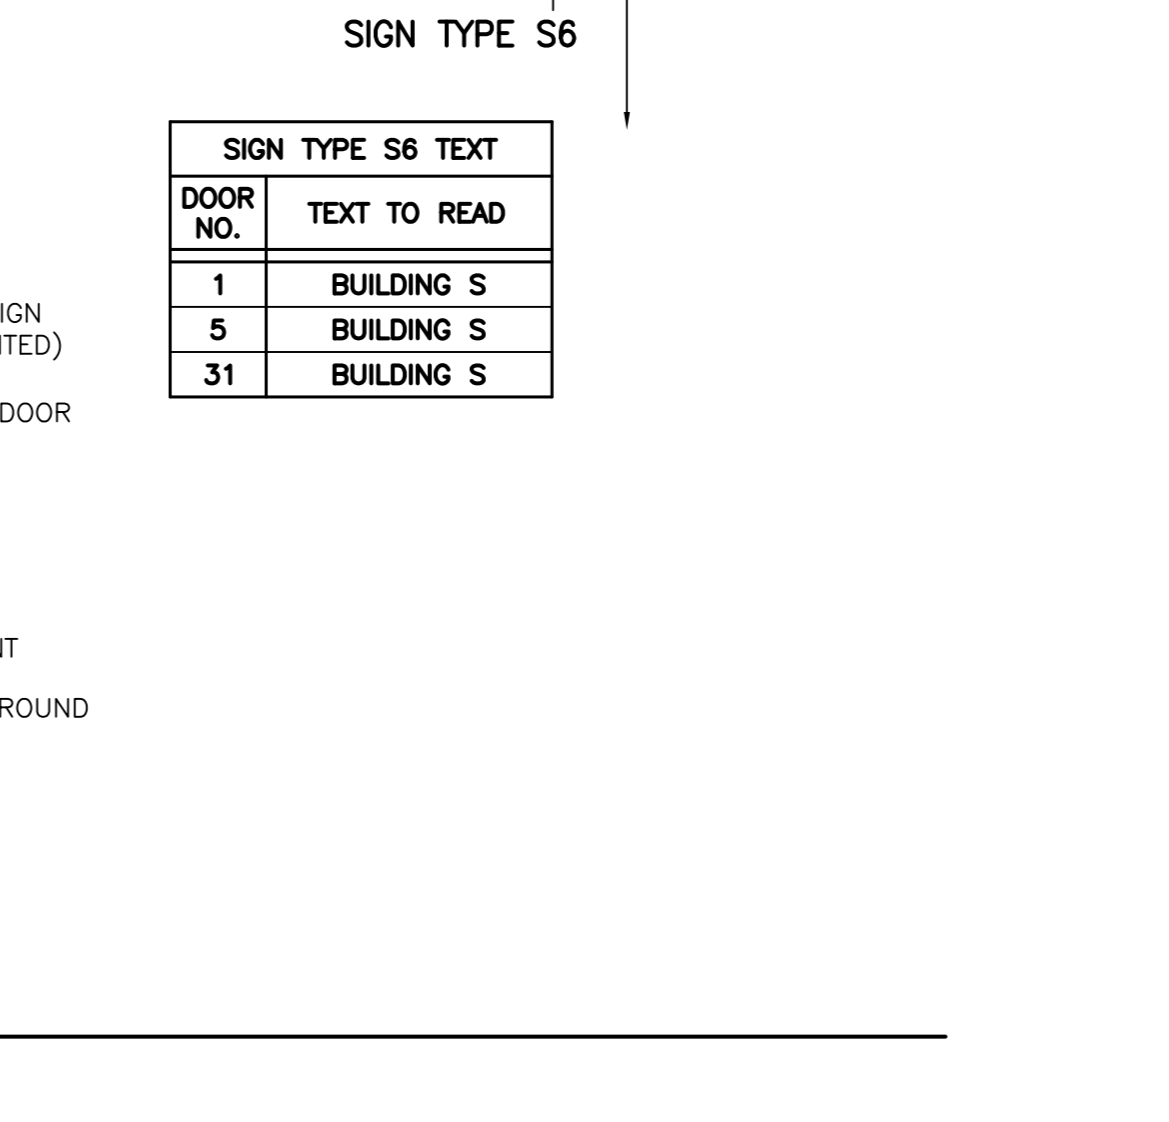 SIGN TYPE S6
SIGN TYPE S6 TEXT
DOOR NO. TEXT TO READ
1 BUILDING S
5 BUILDING S
31 BUILDING S
IGN
TED)
DOOR
NT
ROUND